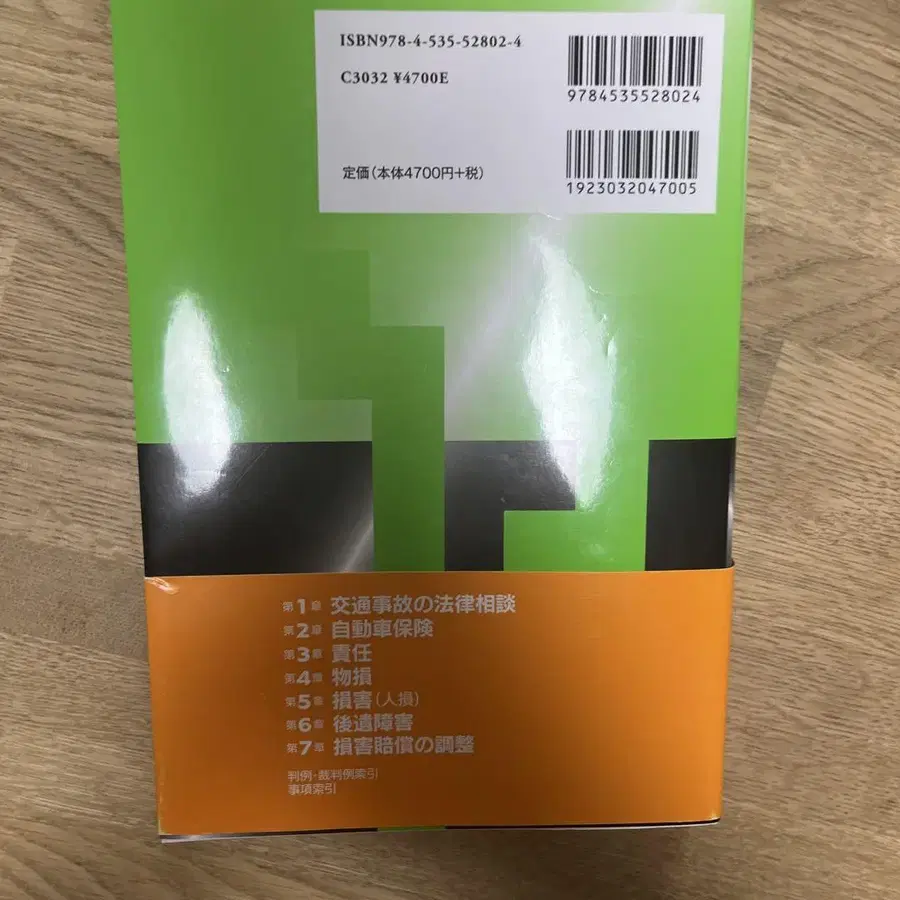 ISBN978-4-535-52802-4
C3032 ¥4700E
9784535528024
定価(本体4700円+税)
1923032047005
第1章 交通事故の法律相談
第2章 自動車保険
第3章 責任
第4章 物損
第5章 損害(人損)
第6章 後遺障害
第7章 損害賠償の調整
判例・裁判例索引
事項索引